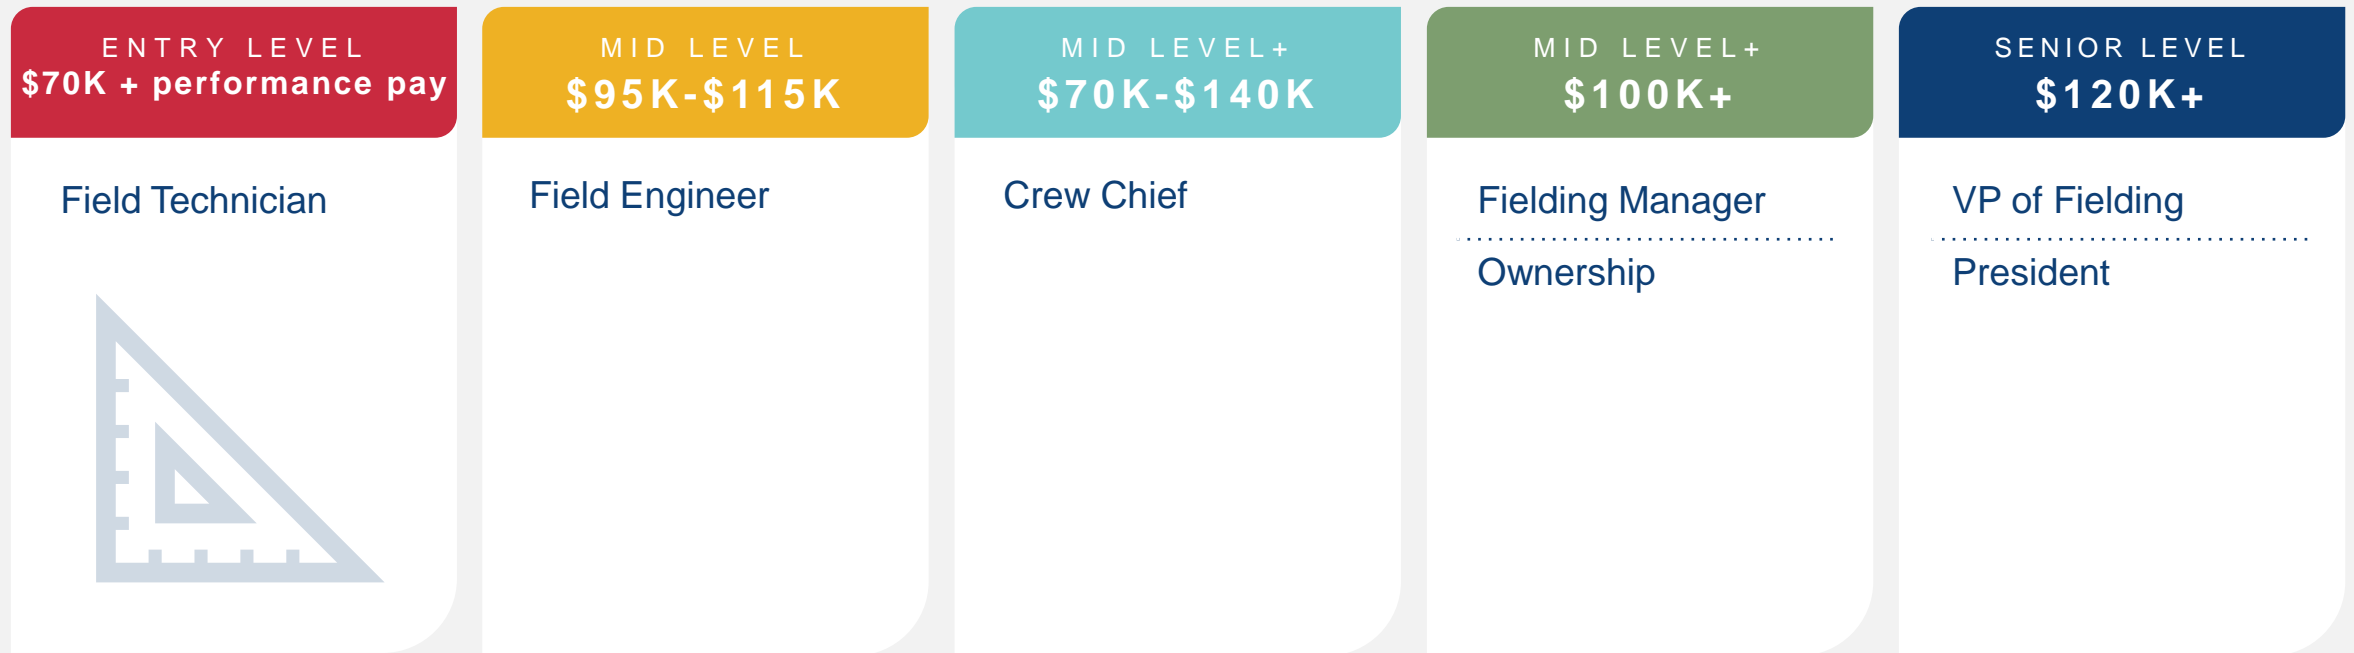 ENTRY LEVEL
$70K + performance pay
Field Technician
MID LEVEL
$95K-$115K
Field Engineer
MID LEVEL+
$70K-$140K
Crew Chief
MID LEVEL+
$100K+
Fielding Manager
Ownership
SENIOR LEVEL
$120K+
VP of Fielding
President